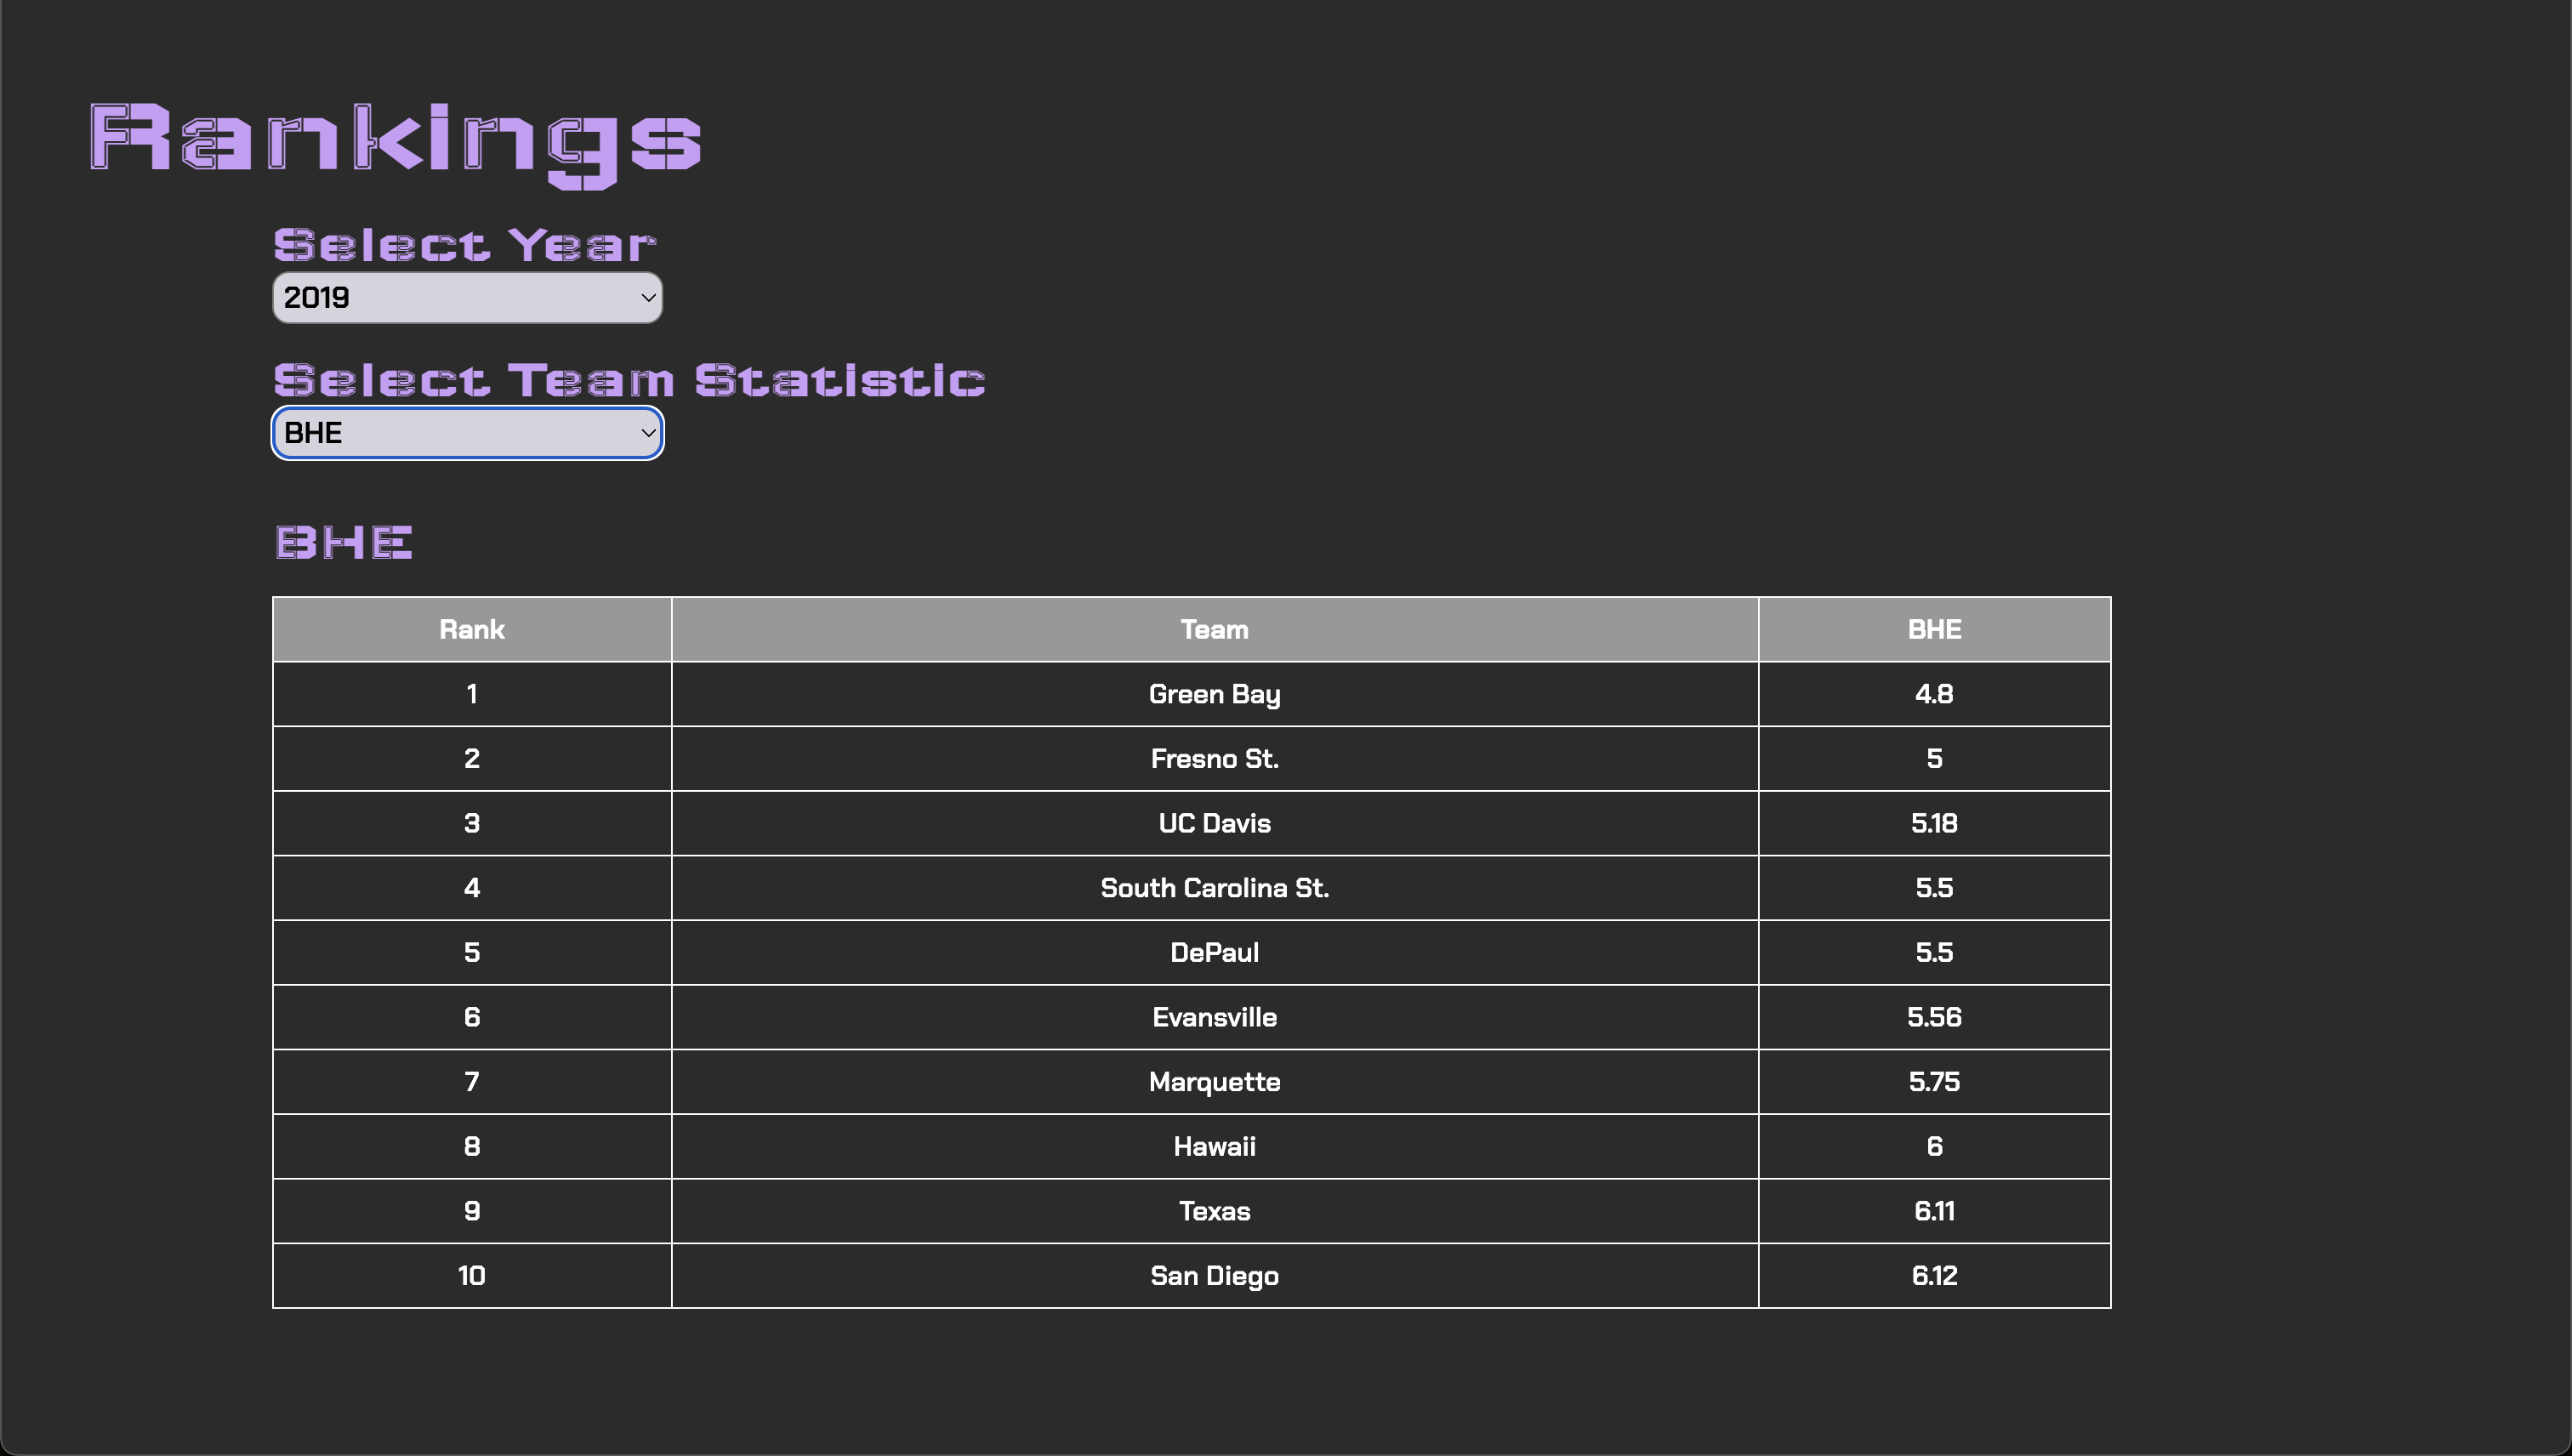 Rankings
Select Year
2019
Select Team Statistic
BHE
BHE
Rank Team BHE
1 Green Bay 4.8
2 Fresno St. 5
3 UC Davis 5.18
4 South Carolina St. 5.5
5 DePaul 5.5
6 Evansville 5.56
7 Marquette 5.75
8 Hawaii 6
9 Texas 6.11
10 San Diego 6.12